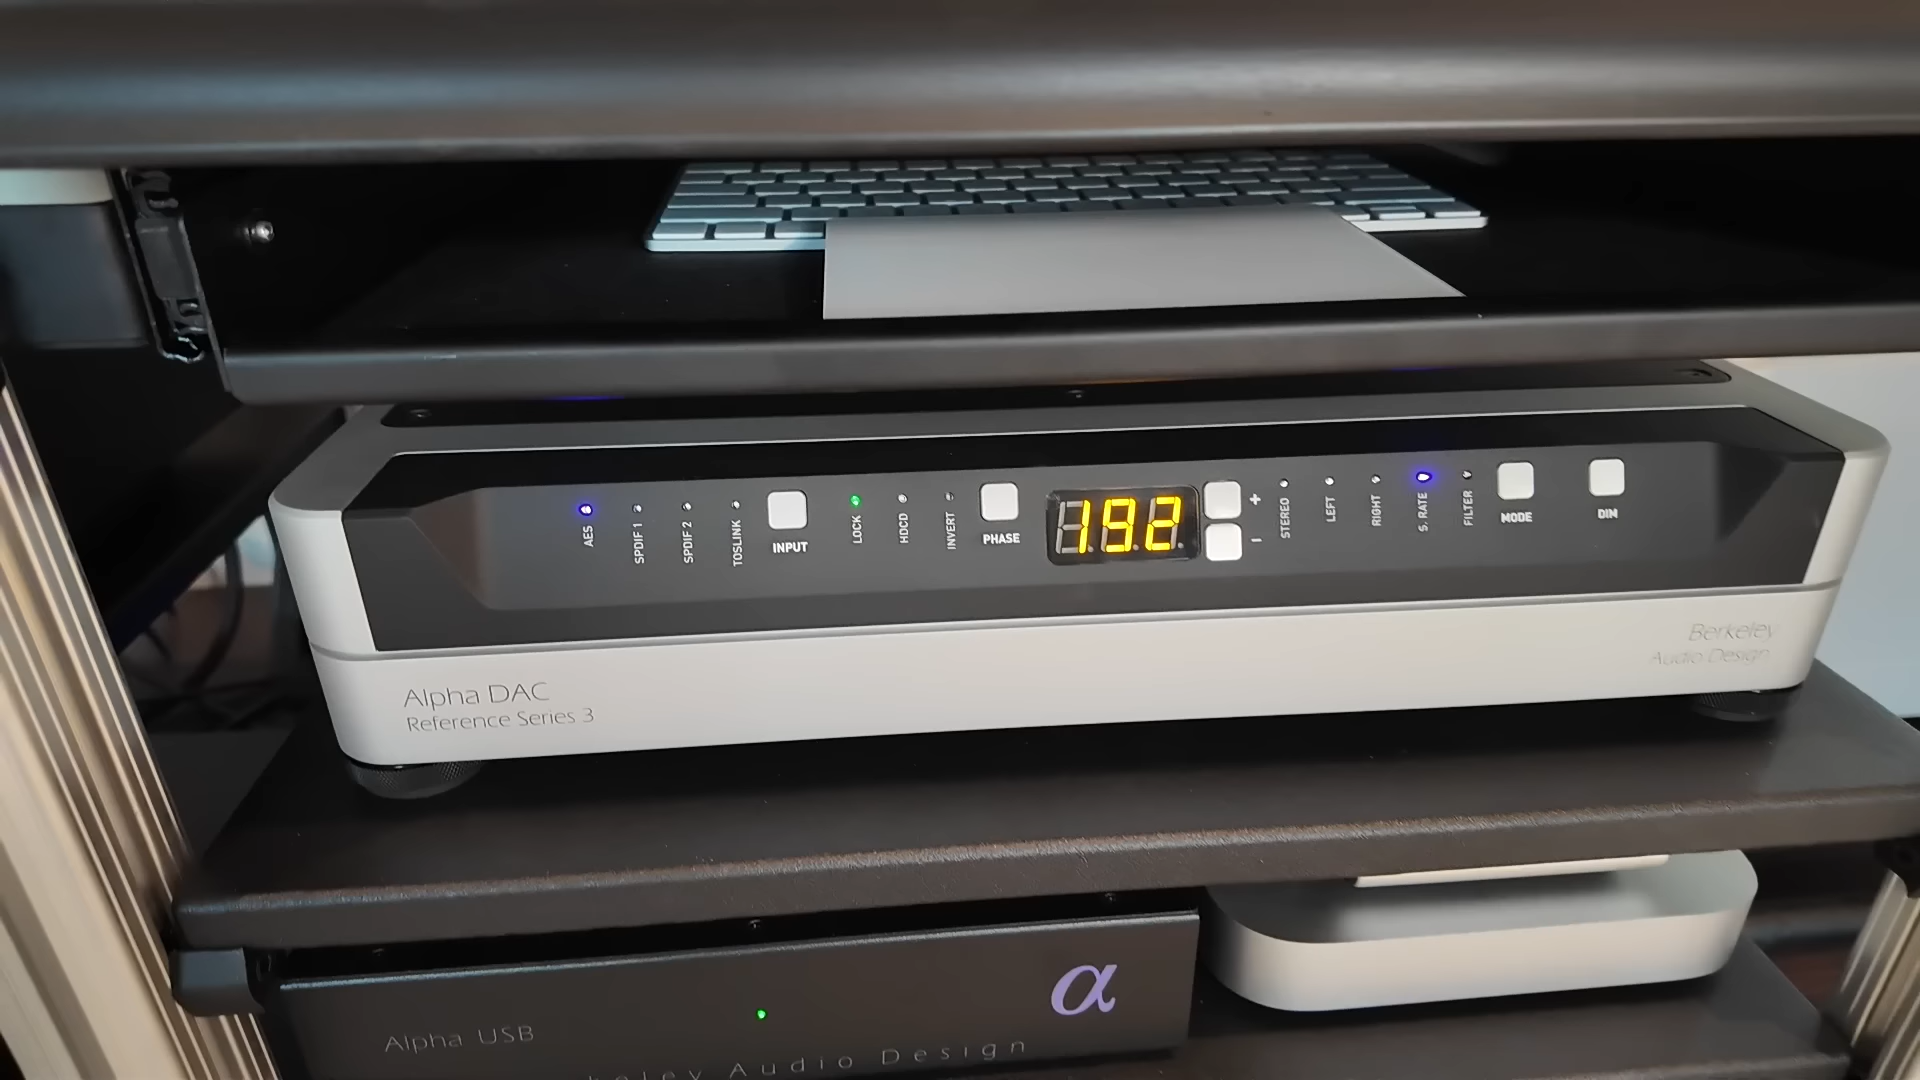 AES
SPDIF 1
SPDIF 2
TOSLINK
INPUT
LOCK
HDCD
INVERT
PHASE
192
+
−
STEREO
LEFT
RIGHT
S. RATE
FILTER
MODE
DIM
Berkeley
Audio Design
Alpha DAC
Reference Series 3
α
Alpha USB
Audio Design